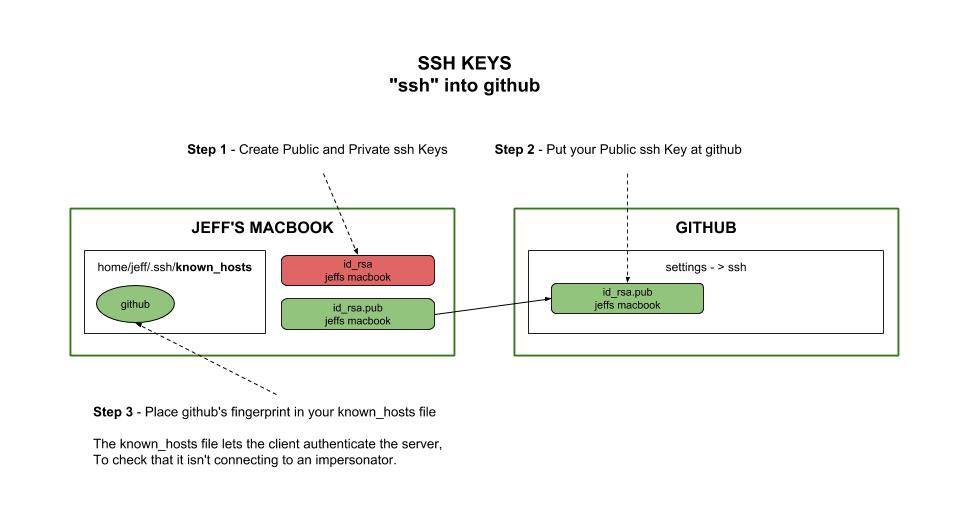 SSH KEYS
"ssh" into github
Step 1 - Create Public and Private ssh Keys
Step 2 - Put your Public ssh Key at github
JEFF'S MACBOOK
home/jeff/.ssh/known_hosts
github
id_rsa
jeffs macbook
id_rsa.pub
jeffs macbook
GITHUB
settings - > ssh
id_rsa.pub
jeffs macbook
Step 3 - Place github's fingerprint in your known_hosts file
The known_hosts file lets the client authenticate the server,
To check that it isn't connecting to an impersonator.